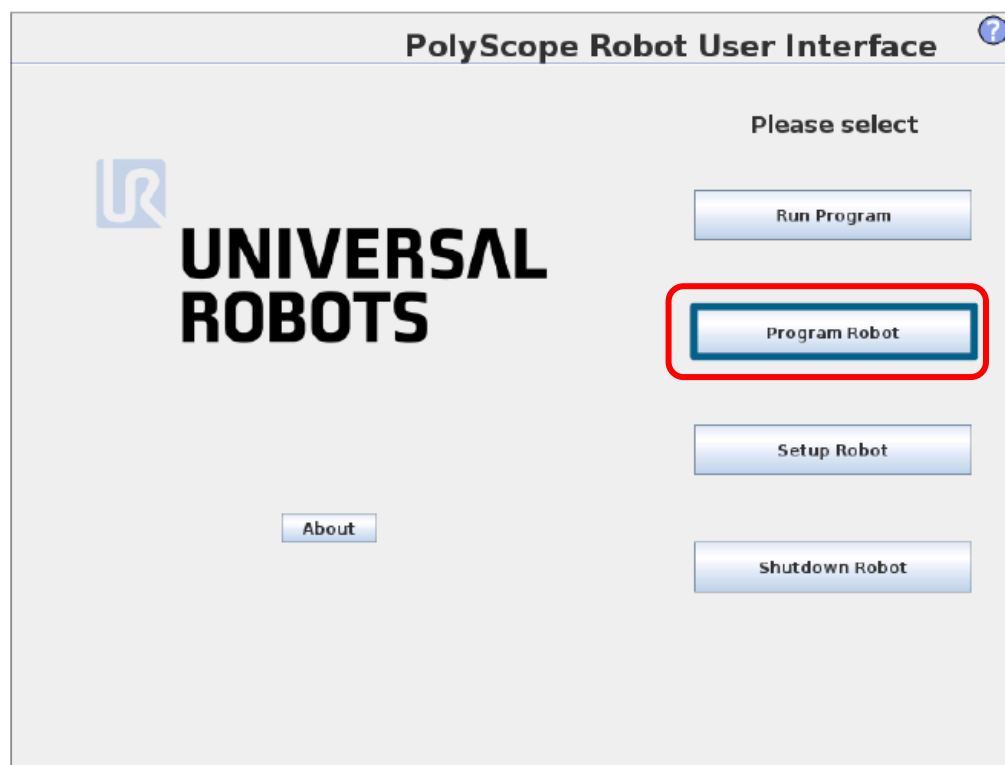 PolyScope Robot User Interface
?
Please select
UR
UNIVERSAL
ROBOTS
Run Program
Program Robot
Setup Robot
About
Shutdown Robot